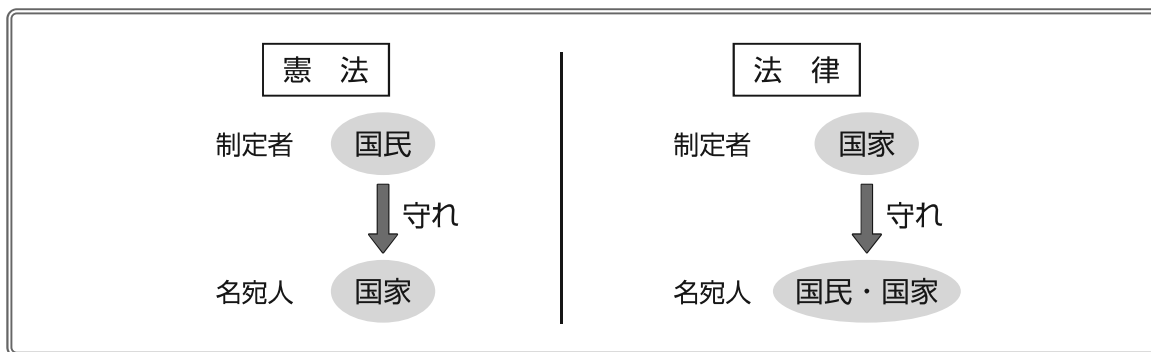 憲　法
制定者　国民
守れ
名宛人　国家
法　律
制定者　国家
守れ
名宛人　国民・国家